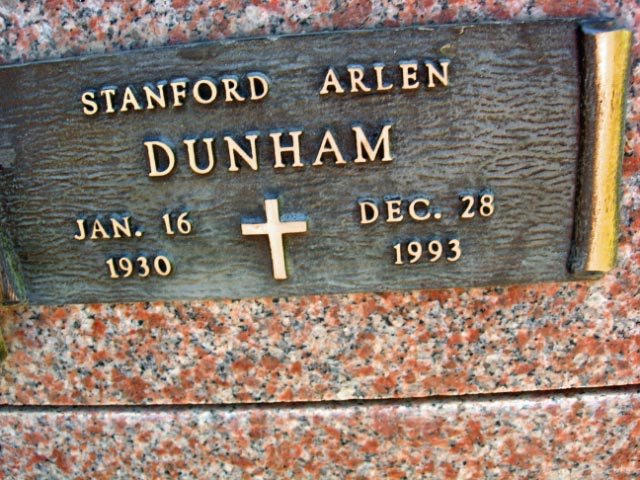 STANFORD ARLEN
DUNHAM
JAN. 16 DEC. 28
1930 1993